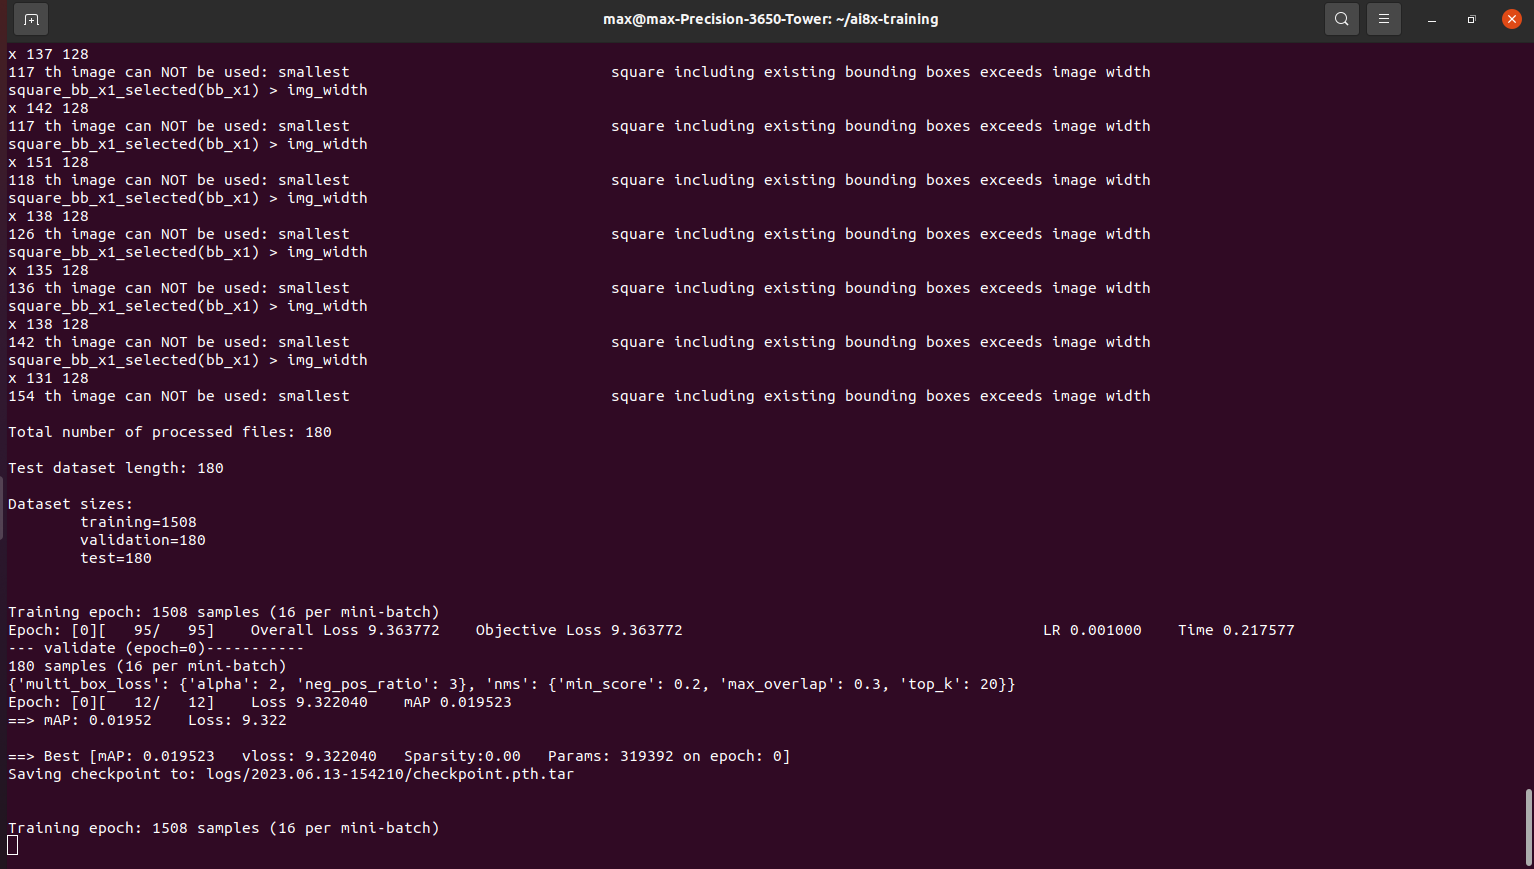 max@max-Precision-3650-Tower: ~/ai8x-training
x 137 128
117 th image can NOT be used: smallest                             square including existing bounding boxes exceeds image width
square_bb_x1_selected(bb_x1) > img_width
x 142 128
117 th image can NOT be used: smallest                             square including existing bounding boxes exceeds image width
square_bb_x1_selected(bb_x1) > img_width
x 151 128
118 th image can NOT be used: smallest                             square including existing bounding boxes exceeds image width
square_bb_x1_selected(bb_x1) > img_width
x 138 128
126 th image can NOT be used: smallest                             square including existing bounding boxes exceeds image width
square_bb_x1_selected(bb_x1) > img_width
x 135 128
136 th image can NOT be used: smallest                             square including existing bounding boxes exceeds image width
square_bb_x1_selected(bb_x1) > img_width
x 138 128
142 th image can NOT be used: smallest                             square including existing bounding boxes exceeds image width
square_bb_x1_selected(bb_x1) > img_width
x 131 128
154 th image can NOT be used: smallest                             square including existing bounding boxes exceeds image width

Total number of processed files: 180

Test dataset length: 180

Dataset sizes:
        training=1508
        validation=180
        test=180


Training epoch: 1508 samples (16 per mini-batch)
Epoch: [0][   95/   95]    Overall Loss 9.363772    Objective Loss 9.363772                                        LR 0.001000    Time 0.217577
--- validate (epoch=0)-----------
180 samples (16 per mini-batch)
{'multi_box_loss': {'alpha': 2, 'neg_pos_ratio': 3}, 'nms': {'min_score': 0.2, 'max_overlap': 0.3, 'top_k': 20}}
Epoch: [0][   12/   12]    Loss 9.322040    mAP 0.019523
==> mAP: 0.01952    Loss: 9.322

==> Best [mAP: 0.019523   vloss: 9.322040   Sparsity:0.00   Params: 319392 on epoch: 0]
Saving checkpoint to: logs/2023.06.13-154210/checkpoint.pth.tar


Training epoch: 1508 samples (16 per mini-batch)